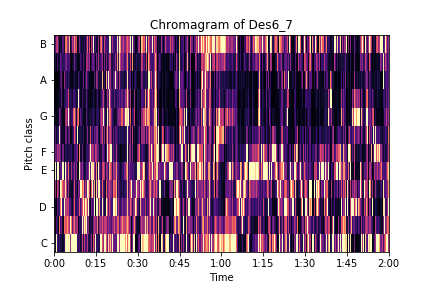 Chromagram of Des6_7
B
A
G
F
E
D
C
Pitch class
0:00 0:15 0:30 0:45 1:00 1:15 1:30 1:45 2:00
Time